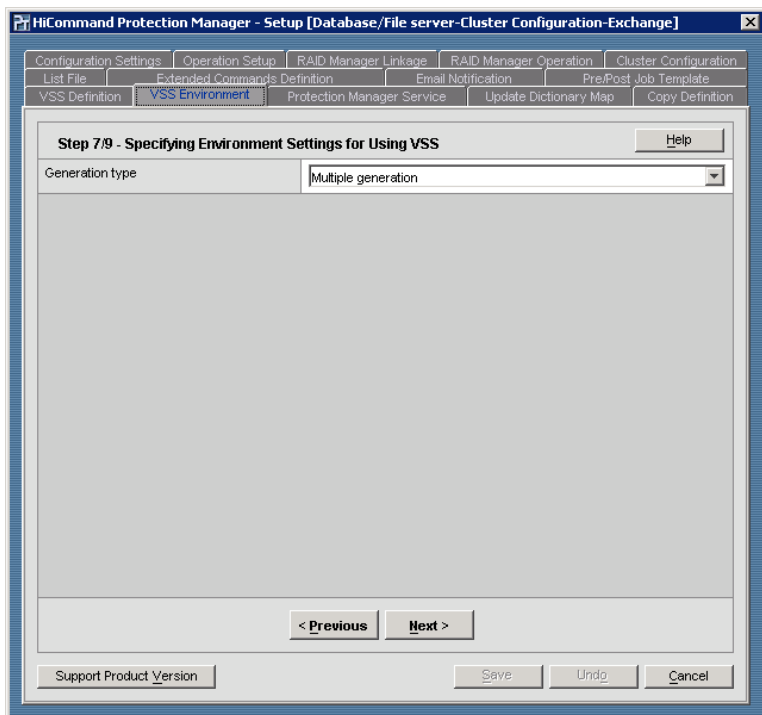 HiCommand Protection Manager - Setup [Database/File server-Cluster Configuration-Exchange]
Configuration Settings Operation Setup RAID Manager Linkage RAID Manager Operation Cluster Configuration
List File Extended Commands Definition Email Notification Pre/Post Job Template
VSS Definition VSS Environment Protection Manager Service Update Dictionary Map Copy Definition
Step 7/9 - Specifying Environment Settings for Using VSS Help
Generation type Multiple generation
< Previous Next >
Support Product Version Save Undo Cancel